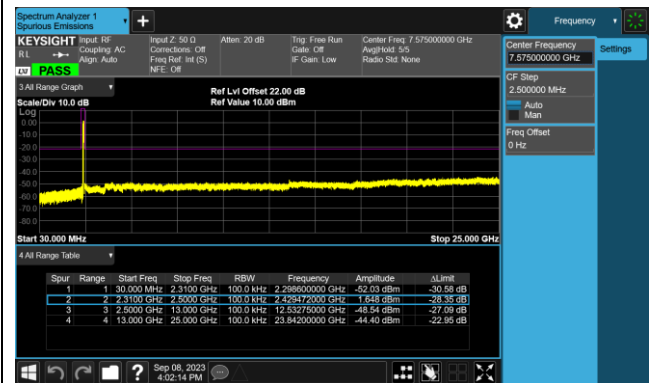 Spectrum Analyzer 1
Spurious Emissions
Frequency
KEYSIGHT Input: RF
R L
Coupling: AC
Align: Auto
LXI PASS
Input Z: 50 Ω
Corrections: Off
Freq Ref: Int (S)
NFE: Off
Atten: 20 dB
Trig: Free Run
Gate: Off
IF Gain: Low
Center Freq: 7.575000000 GHz
Avg|Hold: 5/5
Radio Std: None
Center Frequency
7.575000000 GHz
Settings
CF Step
2.500000 MHz
Auto
Man
Freq Offset
0 Hz
3 All Range Graph
Scale/Div 10.0 dB
Ref Lvl Offset 22.00 dB
Ref Value 10.00 dBm
Log
0.00
-10.0
-20.0
-30.0
-40.0
-50.0
-60.0
-70.0
-80.0
Start 30.000 MHz
Stop 25.000 GHz
4 All Range Table
Spur Range Start Freq Stop Freq RBW Frequency Amplitude ΔLimit
1 1 30.000 MHz 2.3100 GHz 100.0 kHz 2.298600000 GHz -52.03 dBm -30.58 dB
2 2 2.3100 GHz 2.5000 GHz 100.0 kHz 2.429472000 GHz 1.648 dBm -28.35 dB
3 3 2.5000 GHz 13.000 GHz 100.0 kHz 12.53275000 GHz -48.54 dBm -27.09 dB
4 4 13.000 GHz 25.000 GHz 100.0 kHz 23.84200000 GHz -44.40 dBm -22.95 dB
?
Sep 08, 2023
4:02:14 PM